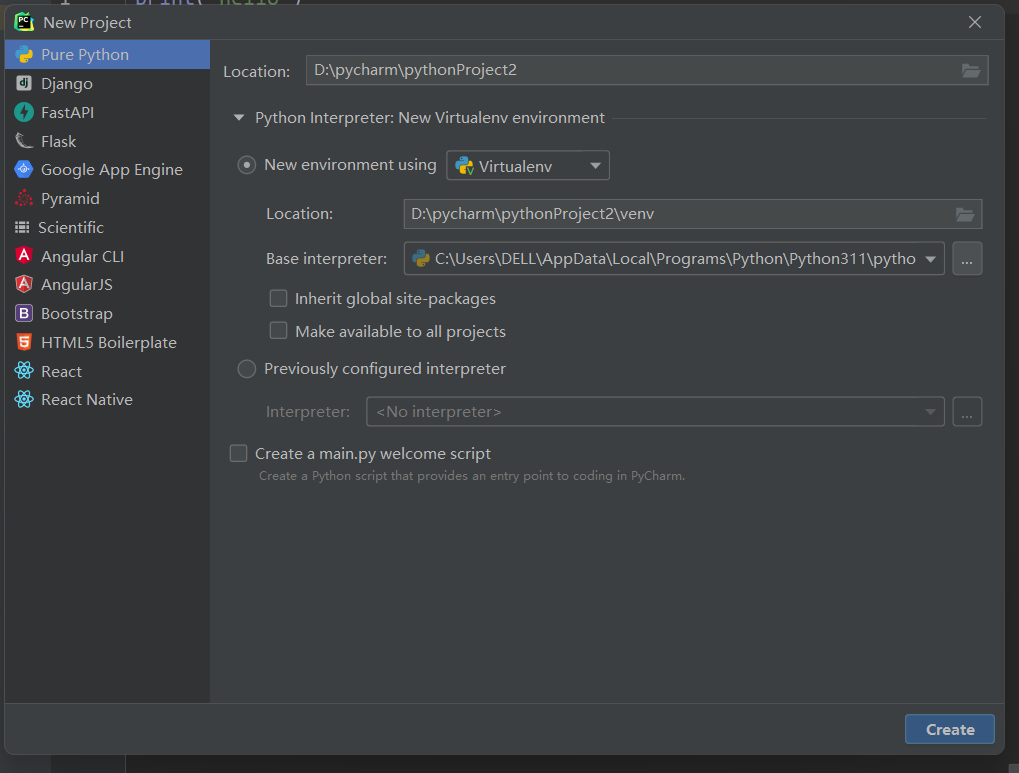 1 print("hello")
New Project
Pure Python
Django
FastAPI
Flask
Google App Engine
Pyramid
Scientific
Angular CLI
AngularJS
Bootstrap
HTML5 Boilerplate
React
React Native
Location: D:\pycharm\pythonProject2
Python Interpreter: New Virtualenv environment
New environment using Virtualenv
Location: D:\pycharm\pythonProject2\venv
Base interpreter: C:\Users\DELL\AppData\Local\Programs\Python\Python311\pytho ...
Inherit global site-packages
Make available to all projects
Previously configured interpreter
Interpreter: <No interpreter> ...
Create a main.py welcome script
Create a Python script that provides an entry point to coding in PyCharm.
Create